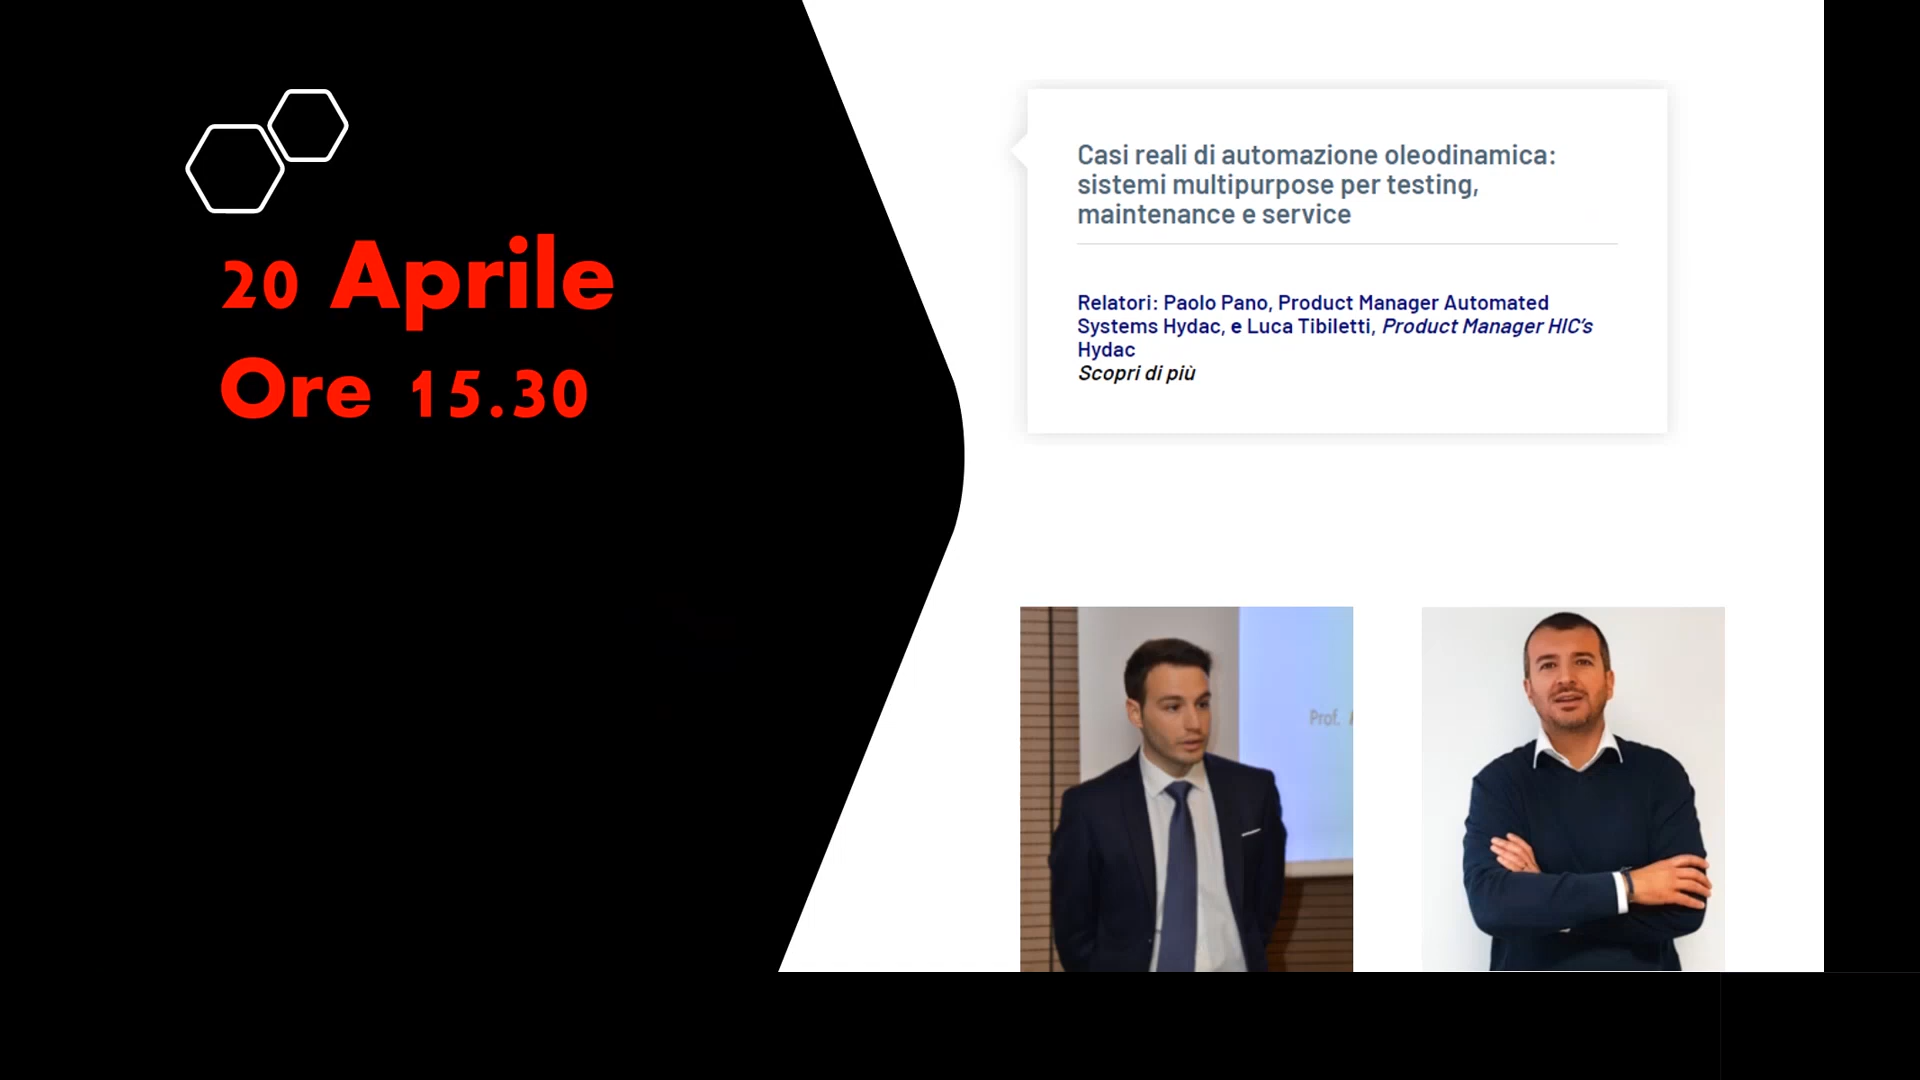 20 Aprile
Ore 15.30
Casi reali di automazione oleodinamica:
sistemi multipurpose per testing,
maintenance e service
Relatori: Paolo Pano, Product Manager Automated
Systems Hydac, e Luca Tibiletti, Product Manager HIC’s
Hydac
Scopri di più
Prof.